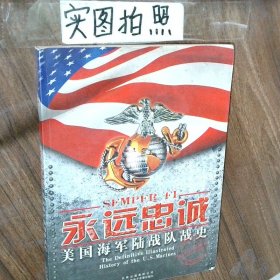 实图拍照
SEMPER FI
永远忠诚
美国海军陆战队战史
The Definitive Illustrated
History of the U.S. Marines